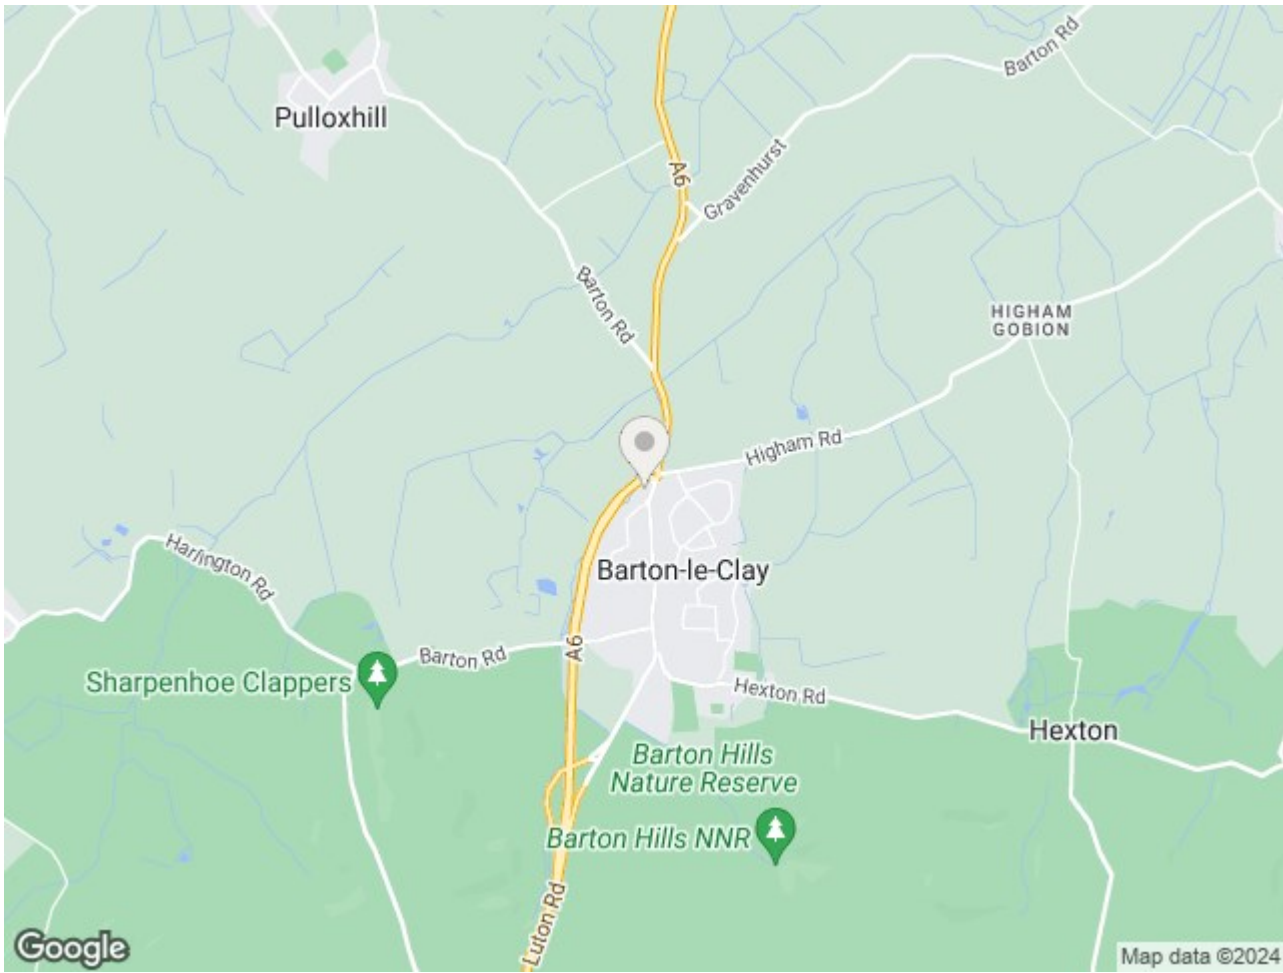 Barton Rd
Pulloxhill
A6
Gravenhurst
Barton Rd
HIGHAM
GOBION
Higham Rd
Harlington Rd
Barton-le-Clay
A6
Barton Rd
Sharpenhoe Clappers
Hexton Rd
Hexton
Barton Hills
Nature Reserve
Barton Hills NNR
Luton Rd
Google
Map data ©2024